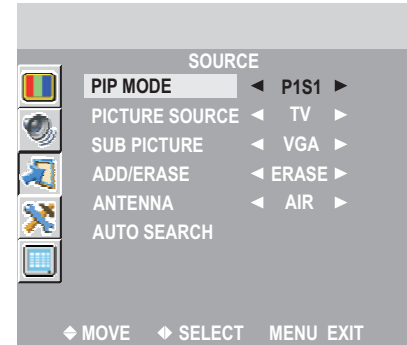 SOURCE
PIP MODE ◄ P1S1 ►
PICTURE SOURCE ◄ TV ►
SUB PICTURE ◄ VGA ►
ADD/ERASE ◄ ERASE ►
ANTENNA ◄ AIR ►
AUTO SEARCH
MOVE SELECT MENU EXIT